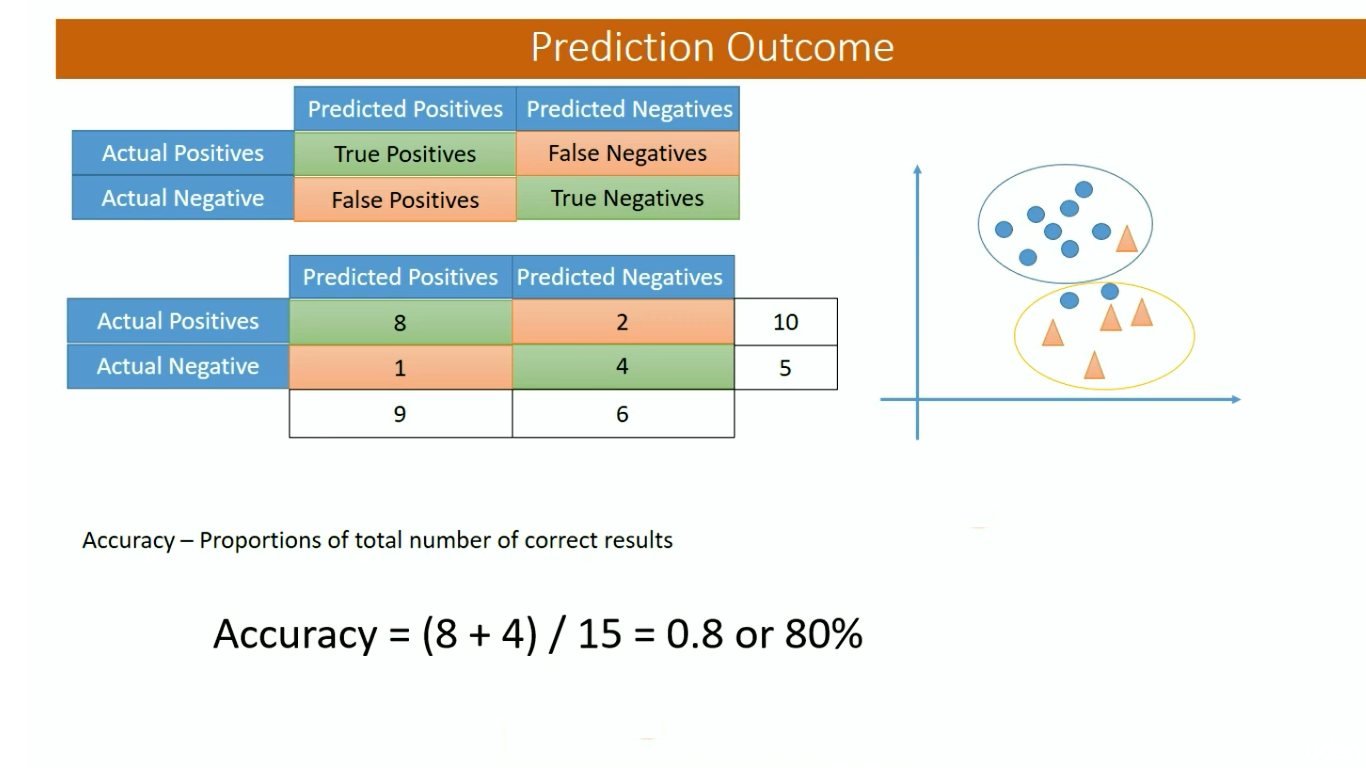 Prediction Outcome
Predicted Positives Predicted Negatives
Actual Positives True Positives False Negatives
Actual Negative False Positives True Negatives
Predicted Positives Predicted Negatives
Actual Positives 8 2 10
Actual Negative 1 4 5
9 6
Accuracy – Proportions of total number of correct results
Accuracy = (8 + 4) / 15 = 0.8 or 80%